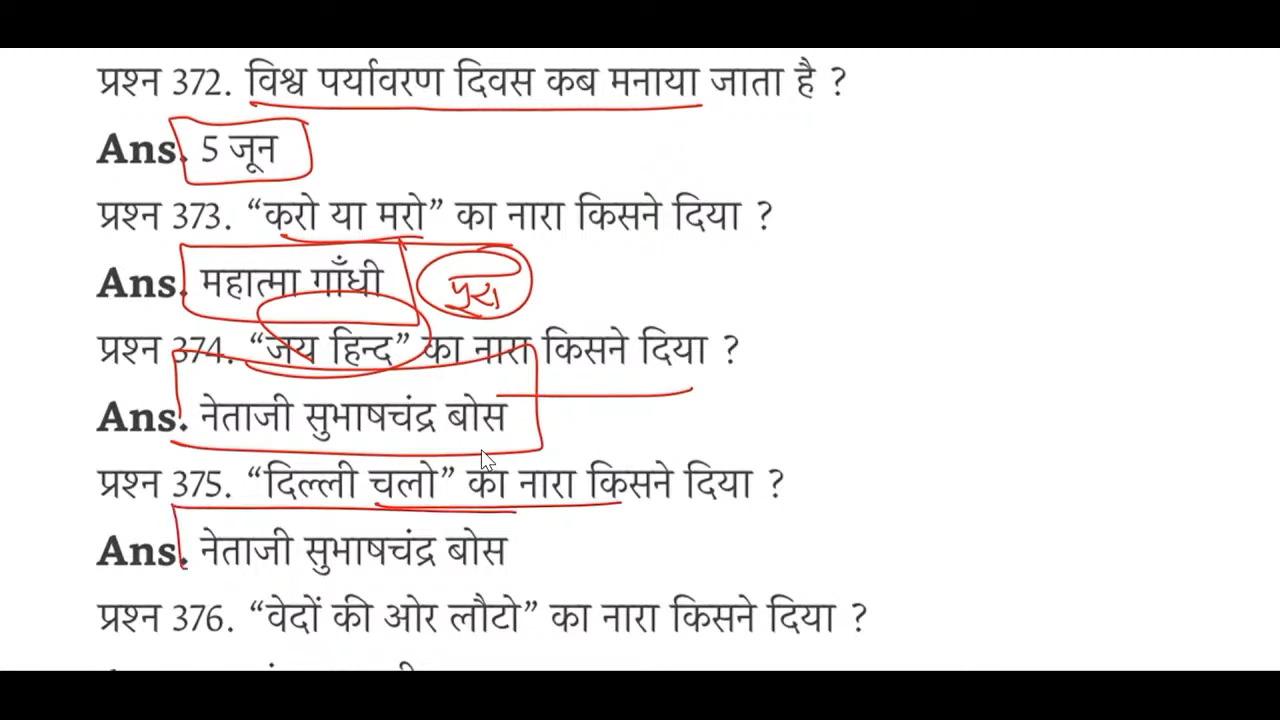 प्रश्न 372. विश्व पर्यावरण दिवस कब मनाया जाता है ?
Ans. 5 जून
प्रश्न 373. “करो या मरो” का नारा किसने दिया ?
Ans. महात्मा गाँधी
प्रश्न 374. “जय हिन्द” का नारा किसने दिया ?
Ans. नेताजी सुभाषचंद्र बोस
प्रश्न 375. “दिल्ली चलो” का नारा किसने दिया ?
Ans. नेताजी सुभाषचंद्र बोस
प्रश्न 376. “वेदों की ओर लौटो” का नारा किसने दिया ?